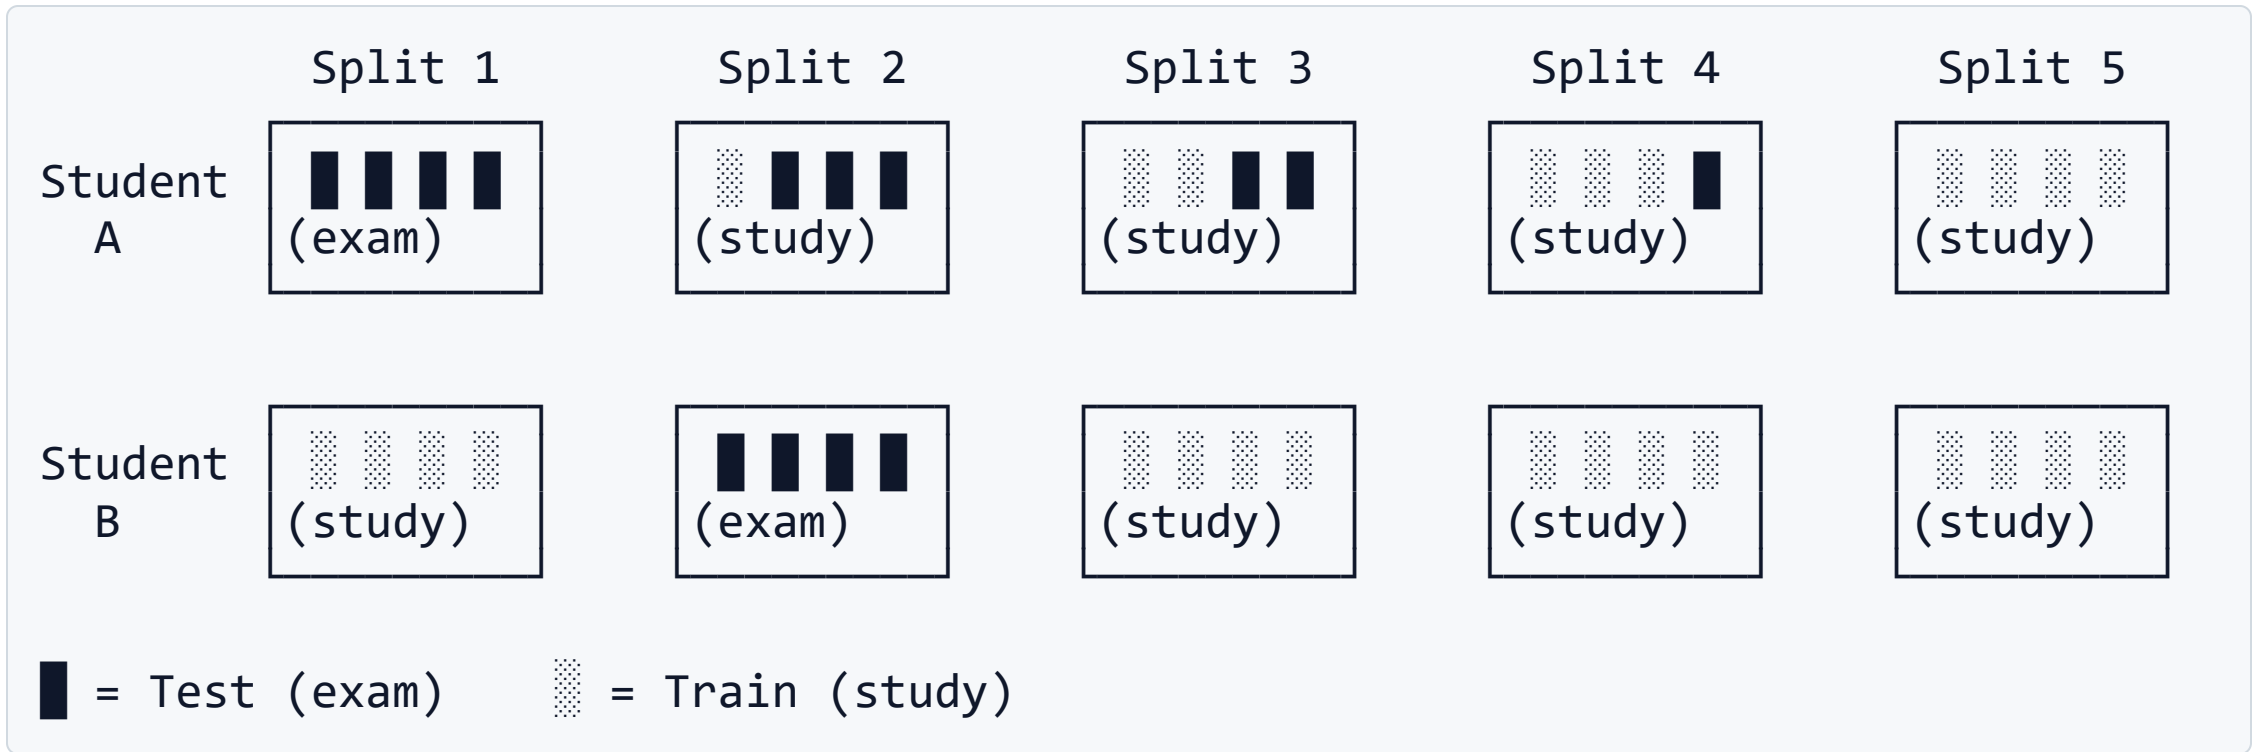 Split 1 Split 2 Split 3 Split 4 Split 5
Student █ █ █ █ ░ █ █ █ ░ ░ █ █ ░ ░ ░ █ ░ ░ ░ ░
A (exam) (study) (study) (study) (study)
Student ░ ░ ░ ░ █ █ █ █ ░ ░ ░ ░ ░ ░ ░ ░ ░ ░ ░ ░
B (study) (exam) (study) (study) (study)
█ = Test (exam) ░ = Train (study)